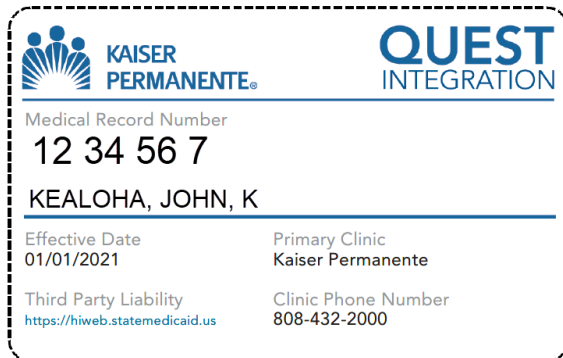 KAISER
PERMANENTE®
QUEST
INTEGRATION
Medical Record Number
12 34 56 7
KEALOHA, JOHN, K
Effective Date
01/01/2021
Primary Clinic
Kaiser Permanente
Third Party Liability
https://hiweb.statemedicaid.us
Clinic Phone Number
808-432-2000